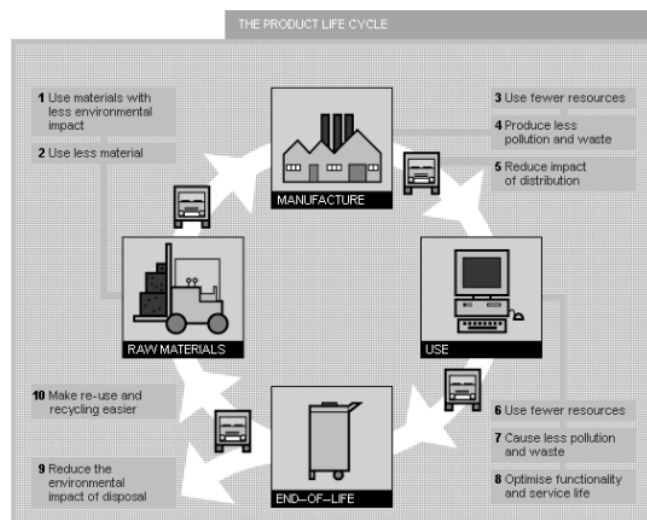 THE PRODUCT LIFE CYCLE
1 Use materials with
less environmental
impact
2 Use less material
3 Use fewer resources
4 Produce less
pollution and waste
5 Reduce impact
of distribution
MANUFACTURE
RAW MATERIALS
USE
10 Make re-use and
recycling easier
9 Reduce the
environmental
impact of disposal
END–OF–LIFE
6 Use fewer resources
7 Cause less pollution
and waste
8 Optimise functionality
and service life